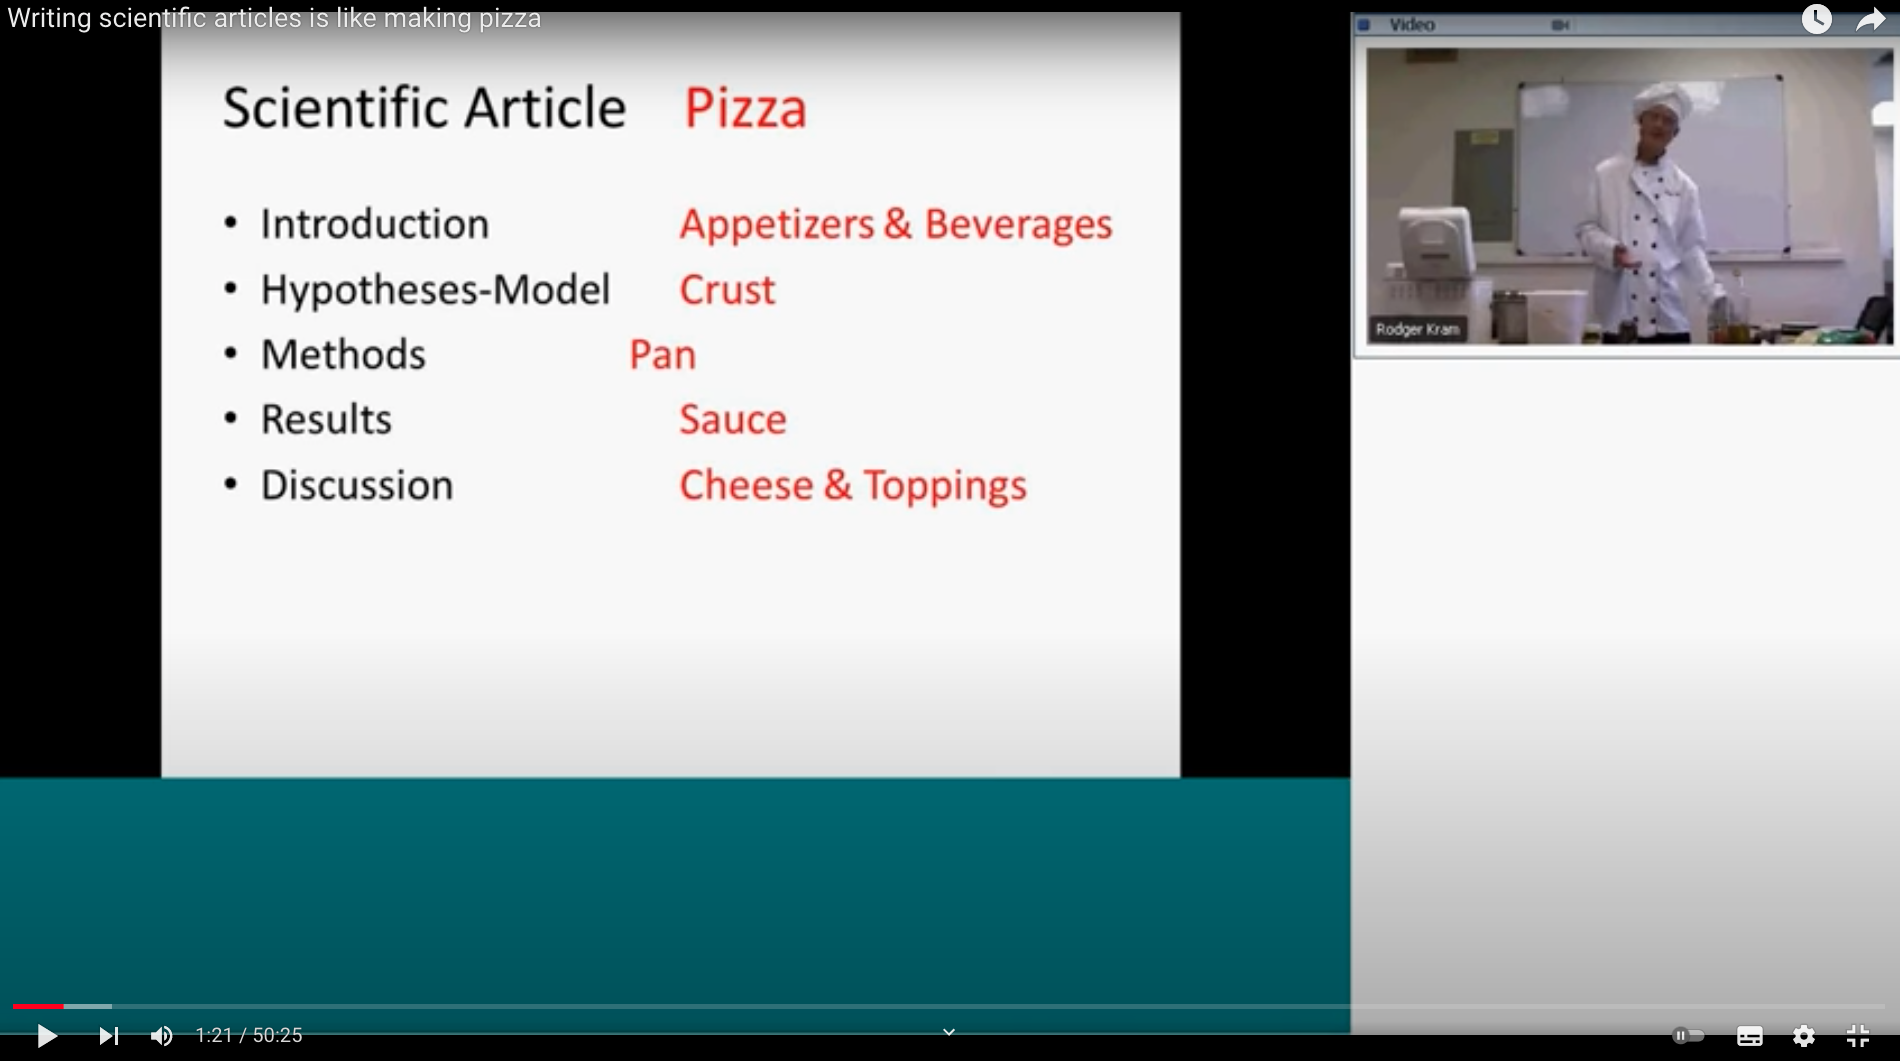 Writing scientific articles is like making pizza
Scientific Article Pizza
• Introduction Appetizers & Beverages
• Hypotheses-Model Crust
• Methods Pan
• Results Sauce
• Discussion Cheese & Toppings
Video
Rodger Kram
1:21 / 50:25